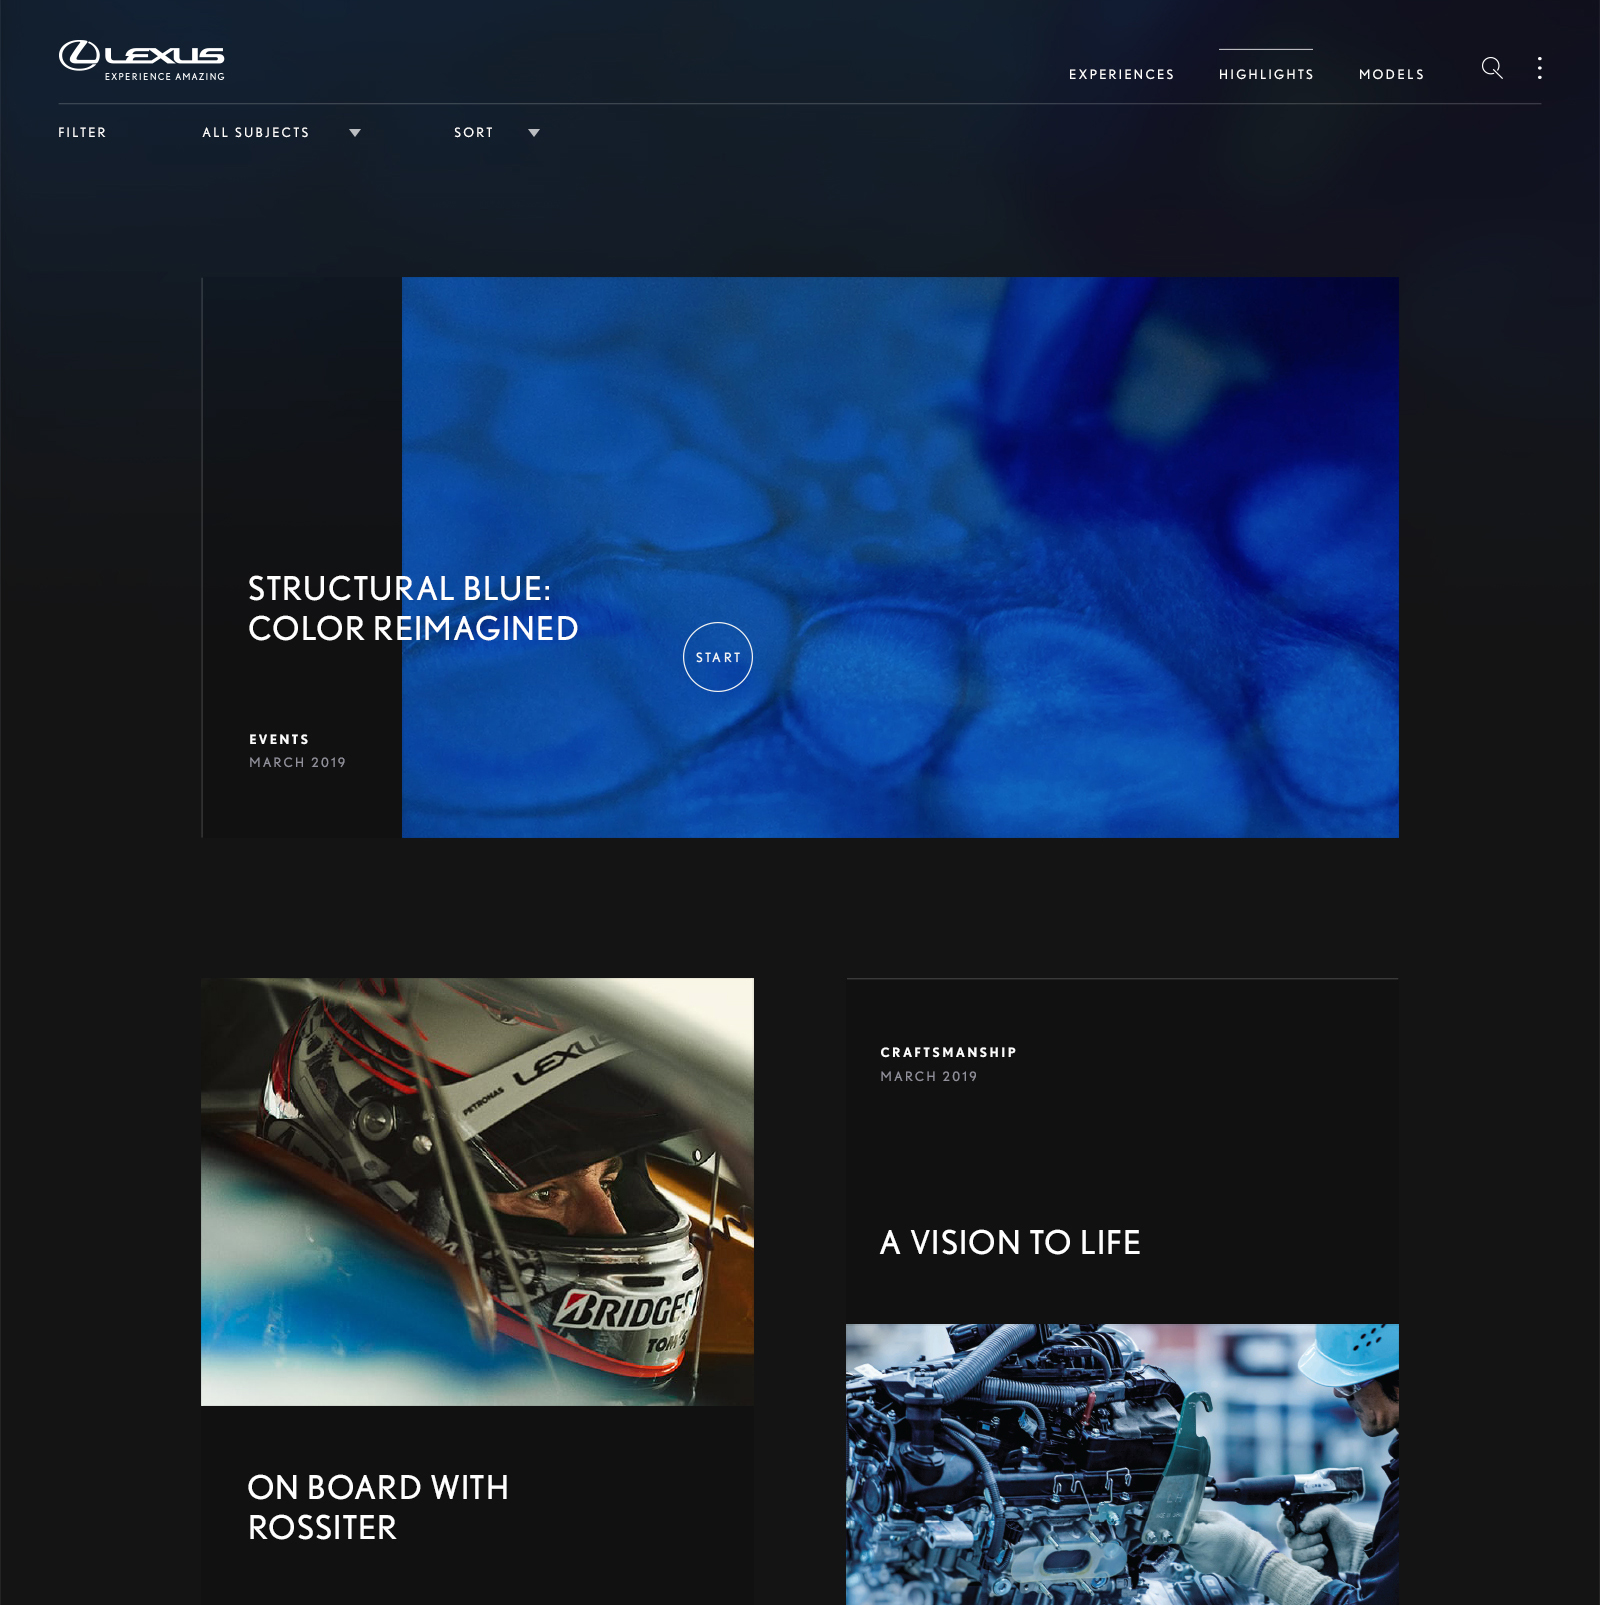 LEXUS
EXPERIENCE AMAZING
EXPERIENCES
HIGHLIGHTS
MODELS
FILTER
ALL SUBJECTS
SORT
STRUCTURAL BLUE:
COLOR REIMAGINED
START
EVENTS
MARCH 2019
LEXUS
PETRONAS
TOM'S
CRAFTSMANSHIP
MARCH 2019
A VISION TO LIFE
LH
ON BOARD WITH
ROSSITER